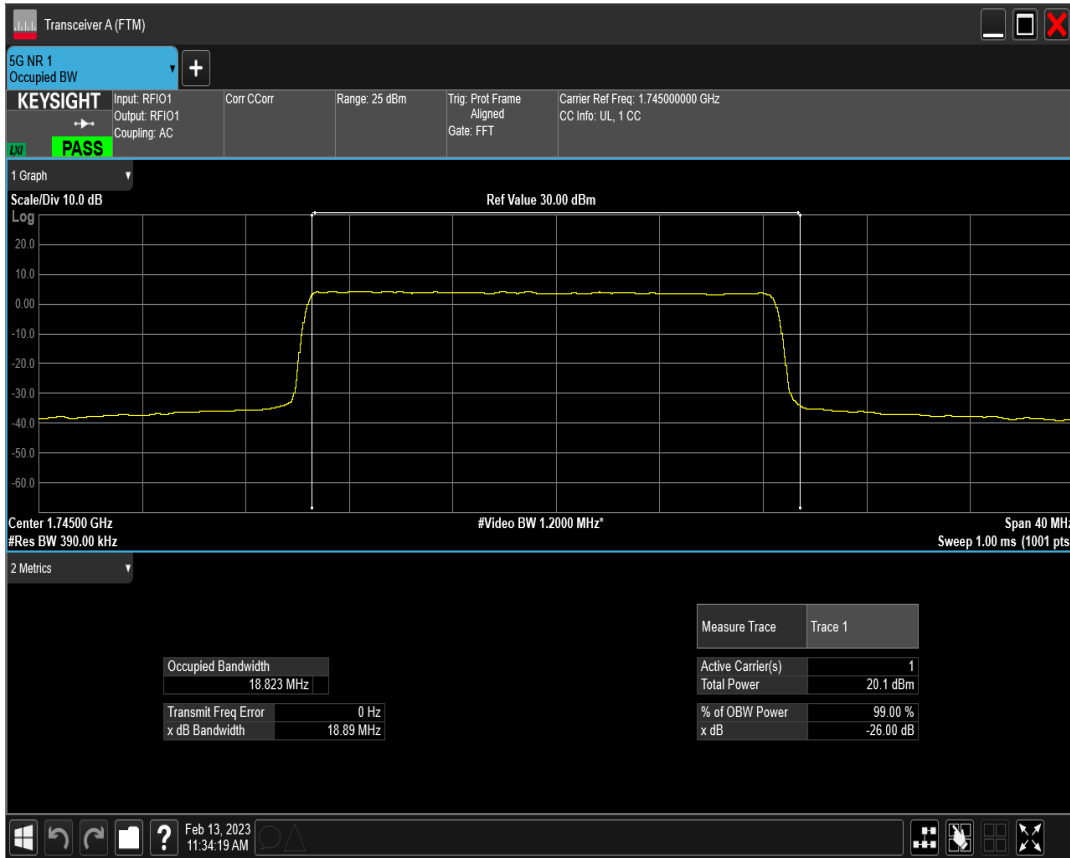 Transceiver A (FTM)
5G NR 1
Occupied BW
+
KEYSIGHT
LXI
PASS
Input: RFIO1
Output: RFIO1
Coupling: AC
Corr CCorr
Range: 25 dBm
Trig: Prot Frame
Aligned
Gate: FFT
Carrier Ref Freq: 1.745000000 GHz
CC Info: UL, 1 CC
1 Graph
Scale/Div 10.0 dB
Ref Value 30.00 dBm
Log
20.0
10.0
0.00
-10.0
-20.0
-30.0
-40.0
-50.0
-60.0
Center 1.74500 GHz
#Video BW 1.2000 MHz*
Span 40 MHz
#Res BW 390.00 kHz
Sweep 1.00 ms (1001 pts
2 Metrics
Measure Trace Trace 1
Occupied Bandwidth
18.823 MHz
Active Carrier(s) 1
Total Power 20.1 dBm
Transmit Freq Error 0 Hz
x dB Bandwidth 18.89 MHz
% of OBW Power 99.00 %
x dB -26.00 dB
?
Feb 13, 2023
11:34:19 AM